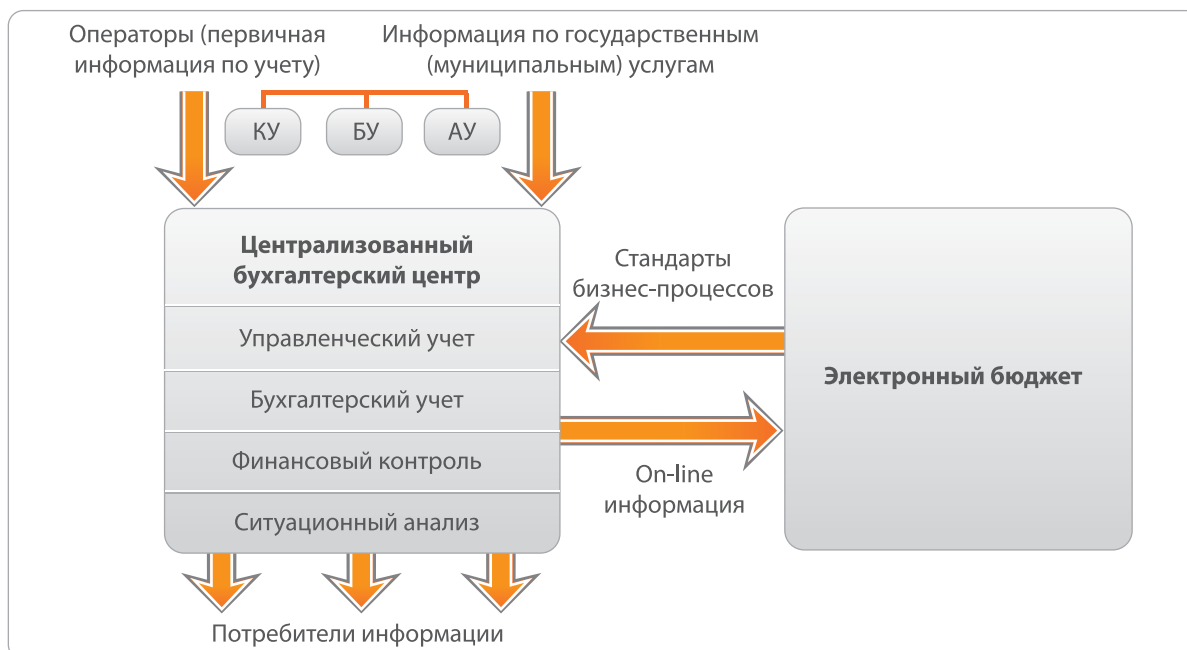 Операторы (первичная
информация по учету)
Информация по государственным
(муниципальным) услугам
КУ
БУ
АУ
Централизованный
бухгалтерский центр
Управленческий учет
Бухгалтерский учет
Финансовый контроль
Ситуационный анализ
Стандарты
бизнес-процессов
On-line
информация
Электронный бюджет
Потребители информации